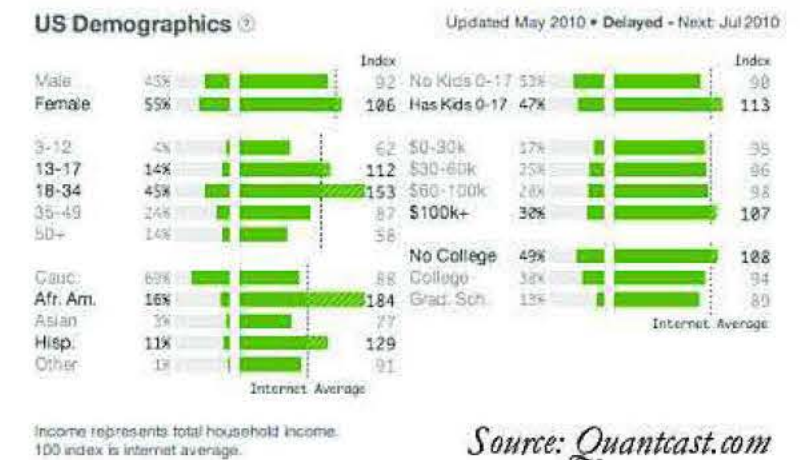 US Demographics ?
Updated May 2010 • Delayed - Next: Jul 2010
Index
Male 45% 92
Female 55% 106
3-12 4% 62
13-17 14% 112
18-34 45% 153
35-49 24% 87
50+ 14% 58
Cauc. 69% 88
Afr. Am. 16% 184
Asian 3% 77
Hisp. 11% 129
Other 1% 91
Internet Average
Index
No Kids 0-17 53% 90
Has Kids 0-17 47% 113
$0-30k 17% 95
$30-60k 25% 96
$60-100k 28% 98
$100k+ 30% 107
No College 49% 108
College 38% 94
Grad. Sch. 13% 89
Internet Average
Income represents total household income.
100 index is internet average.
Source: Quantcast.com